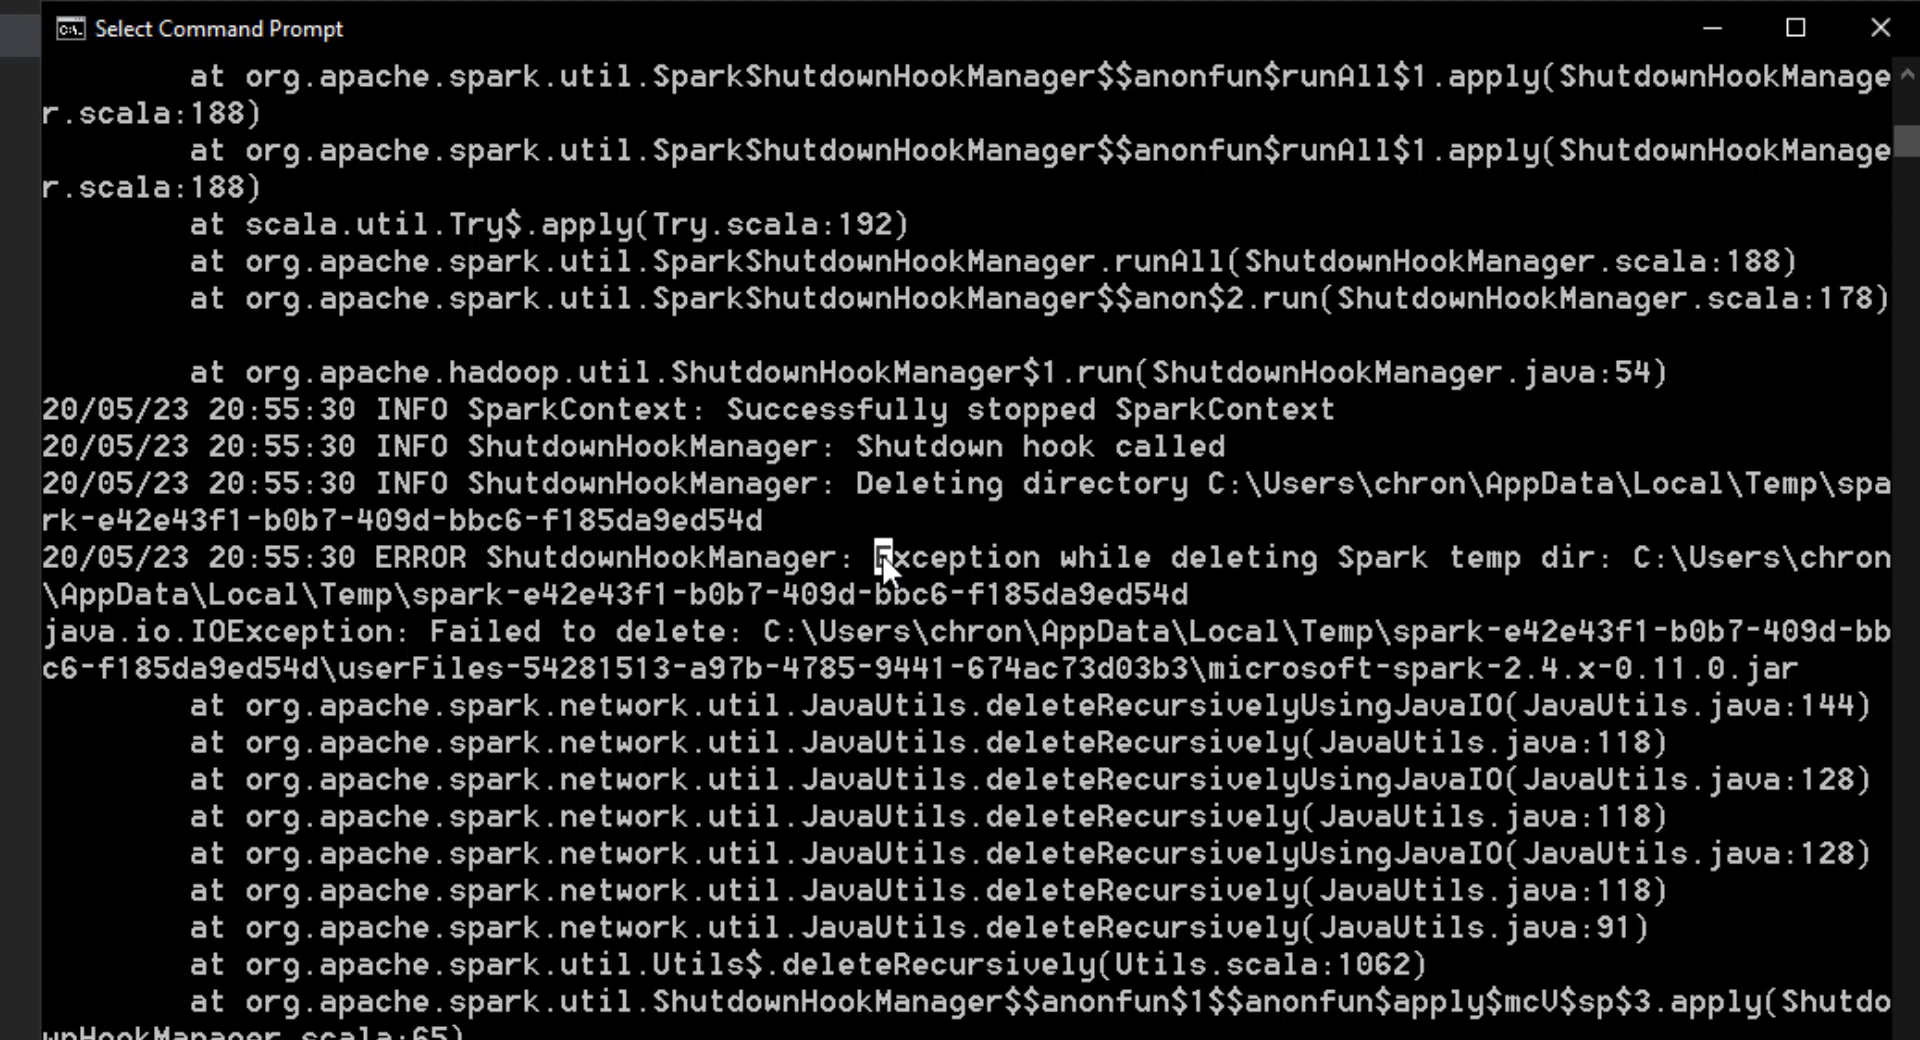 Select Command Prompt
at org.apache.spark.util.SparkShutdownHookManager$$anonfun$runAll$1.apply(ShutdownHookManage
r.scala:188)
at org.apache.spark.util.SparkShutdownHookManager$$anonfun$runAll$1.apply(ShutdownHookManage
r.scala:188)
at scala.util.Try$.apply(Try.scala:192)
at org.apache.spark.util.SparkShutdownHookManager.runAll(ShutdownHookManager.scala:188)
at org.apache.spark.util.SparkShutdownHookManager$$anon$2.run(ShutdownHookManager.scala:178)
at org.apache.hadoop.util.ShutdownHookManager$1.run(ShutdownHookManager.java:54)
20/05/23 20:55:30 INFO SparkContext: Successfully stopped SparkContext
20/05/23 20:55:30 INFO ShutdownHookManager: Shutdown hook called
20/05/23 20:55:30 INFO ShutdownHookManager: Deleting directory C:\Users\chron\AppData\Local\Temp\spa
rk-e42e43f1-b0b7-409d-bbc6-f185da9ed54d
20/05/23 20:55:30 ERROR ShutdownHookManager: Exception while deleting Spark temp dir: C:\Users\chron
\AppData\Local\Temp\spark-e42e43f1-b0b7-409d-bbc6-f185da9ed54d
java.io.IOException: Failed to delete: C:\Users\chron\AppData\Local\Temp\spark-e42e43f1-b0b7-409d-bb
c6-f185da9ed54d\userFiles-54281513-a97b-4785-9441-674ac73d03b3\microsoft-spark-2.4.x-0.11.0.jar
at org.apache.spark.network.util.JavaUtils.deleteRecursivelyUsingJavaIO(JavaUtils.java:144)
at org.apache.spark.network.util.JavaUtils.deleteRecursively(JavaUtils.java:118)
at org.apache.spark.network.util.JavaUtils.deleteRecursivelyUsingJavaIO(JavaUtils.java:128)
at org.apache.spark.network.util.JavaUtils.deleteRecursively(JavaUtils.java:118)
at org.apache.spark.network.util.JavaUtils.deleteRecursivelyUsingJavaIO(JavaUtils.java:128)
at org.apache.spark.network.util.JavaUtils.deleteRecursively(JavaUtils.java:118)
at org.apache.spark.network.util.JavaUtils.deleteRecursively(JavaUtils.java:91)
at org.apache.spark.util.Utils$.deleteRecursively(Utils.scala:1062)
at org.apache.spark.util.ShutdownHookManager$$anonfun$1$$anonfun$apply$mcV$sp$3.apply(Shutdo
wnHookManager.scala:65)